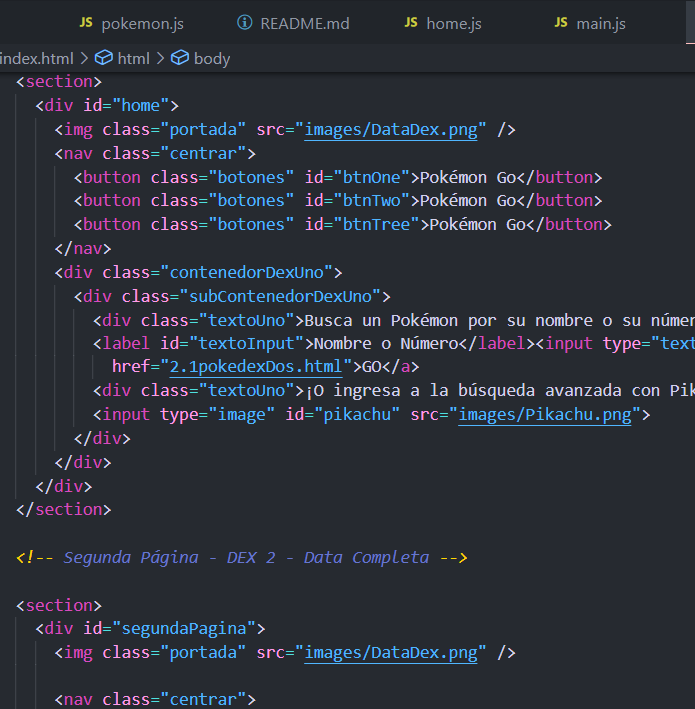 JS pokemon.js README.md JS home.js JS main.js
index.html > html > body
<section>
<div id="home">
<img class="portada" src="images/DataDex.png" />
<nav class="centrar">
<button class="botones" id="btnOne">Pokémon Go</button>
<button class="botones" id="btnTwo">Pokémon Go</button>
<button class="botones" id="btnTree">Pokémon Go</button>
</nav>
<div class="contenedorDexUno">
<div class="subContenedorDexUno">
<div class="textoUno">Busca un Pokémon por su nombre o su númer
<label id="textoInput">Nombre o Número</label><input type="text
href="2.1pokedexDos.html">GO</a>
<div class="textoUno">¡O ingresa a la búsqueda avanzada con Pik
<input type="image" id="pikachu" src="images/Pikachu.png">
</div>
</div>
</div>
</section>
<!-- Segunda Página - DEX 2 - Data Completa -->
<section>
<div id="segundaPagina">
<img class="portada" src="images/DataDex.png" />
<nav class="centrar">